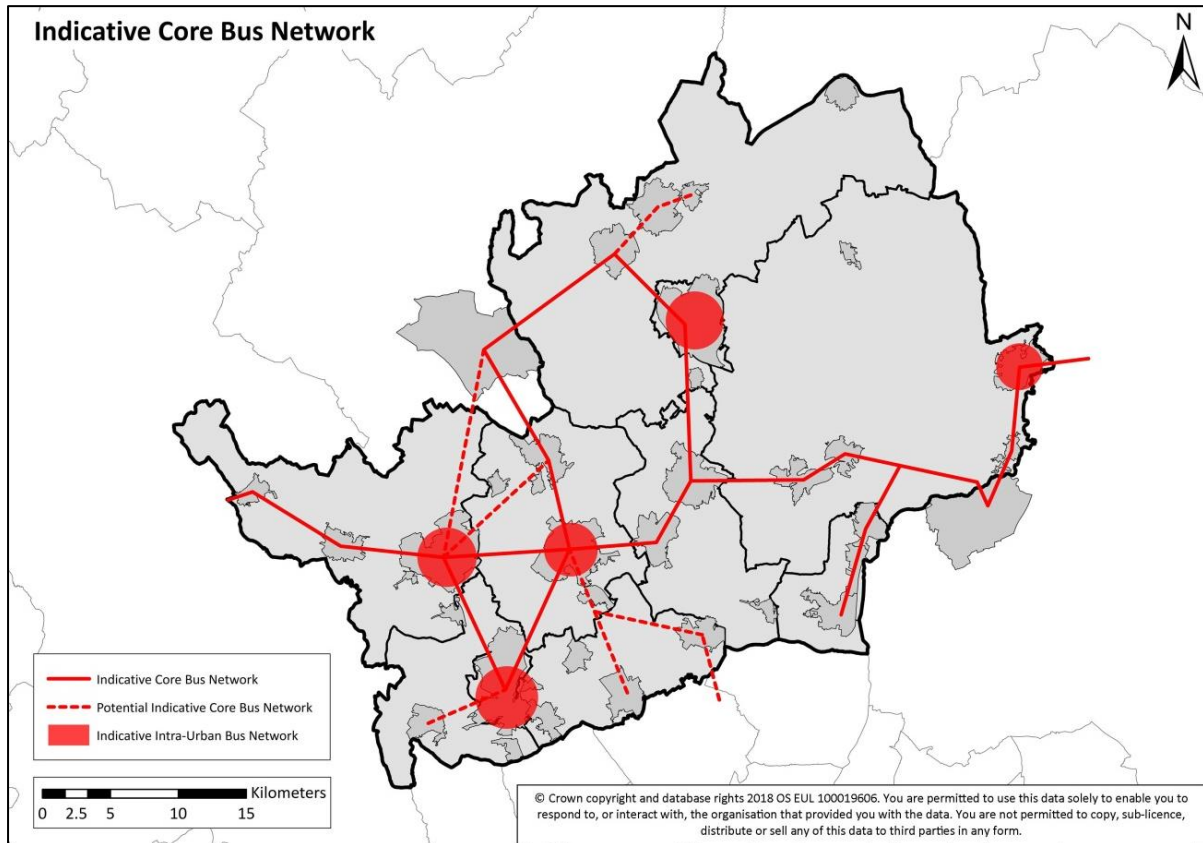 Indicative Core Bus Network
N
Indicative Core Bus Network
Potential Indicative Core Bus Network
Indicative Intra-Urban Bus Network
Kilometers
0 2.5 5 10 15
© Crown copyright and database rights 2018 OS EUL 100019606. You are permitted to use this data solely to enable you to
respond to, or interact with, the organisation that provided you with the data. You are not permitted to copy, sub-licence,
distribute or sell any of this data to third parties in any form.